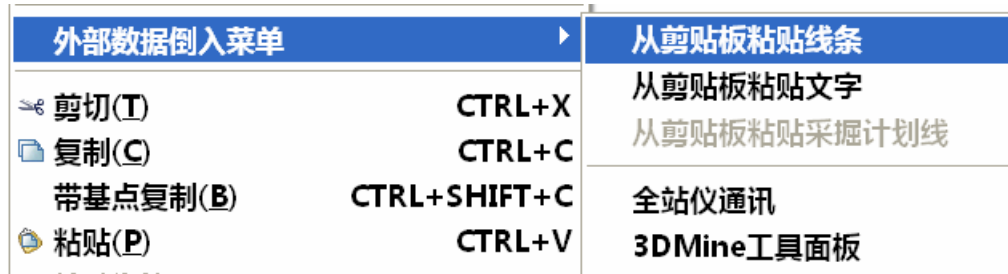 外部数据倒入菜单
剪切(T) CTRL+X
复制(C) CTRL+C
带基点复制(B) CTRL+SHIFT+C
粘贴(P) CTRL+V
从剪贴板粘贴线条
从剪贴板粘贴文字
从剪贴板粘贴采掘计划线
全站仪通讯
3DMine工具面板